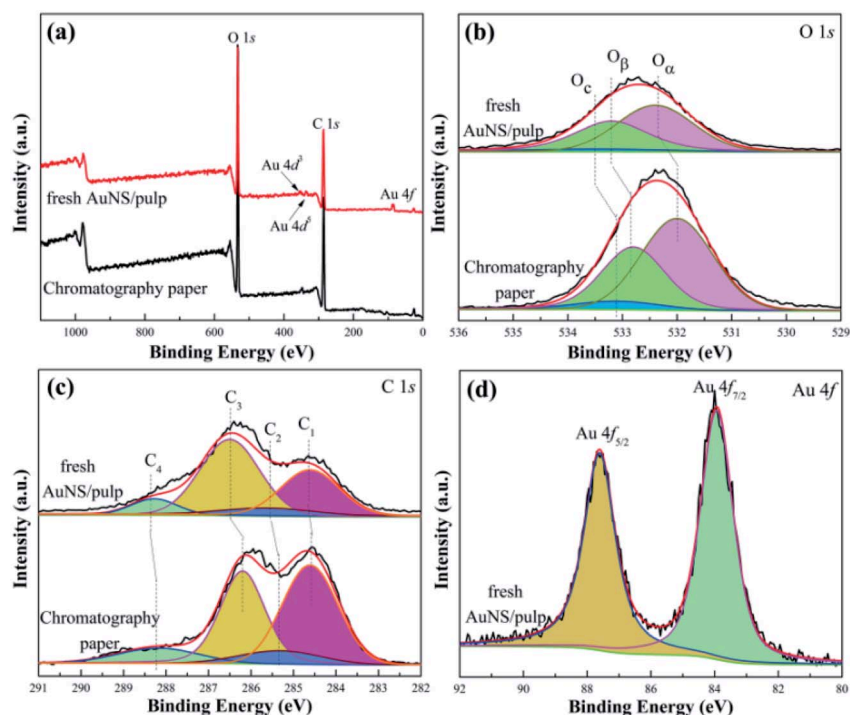 (a)
O 1s
C 1s
Au 4d³
Au 4f
fresh AuNS/pulp
Au 4d⁵
Chromatography paper
Intensity (a.u.)
1000 800 600 400 200 0
Binding Energy (eV)
(b)
O 1s
O_c O_β O_α
fresh
AuNS/pulp
Chromatography
paper
Intensity (a.u.)
536 535 534 533 532 531 530 529
Binding Energy (eV)
(c)
C 1s
C₄ C₃ C₂ C₁
fresh
AuNS/pulp
Chromatography
paper
Intensity (a.u.)
291 290 289 288 287 286 285 284 283 282
Binding Energy (eV)
(d)
Au 4f₇/₂
Au 4f
Au 4f₅/₂
fresh
AuNS/pulp
Intensity (a.u.)
92 90 88 86 84 82 80
Binding Energy (eV)